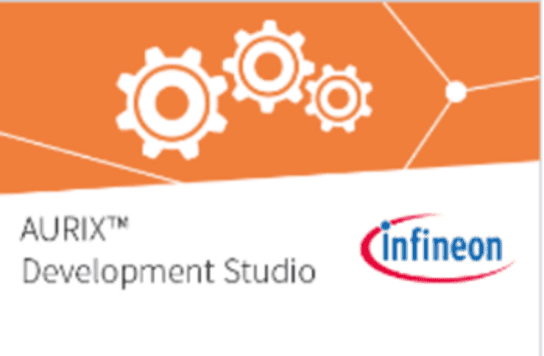 AURIX™
Development Studio
infineon